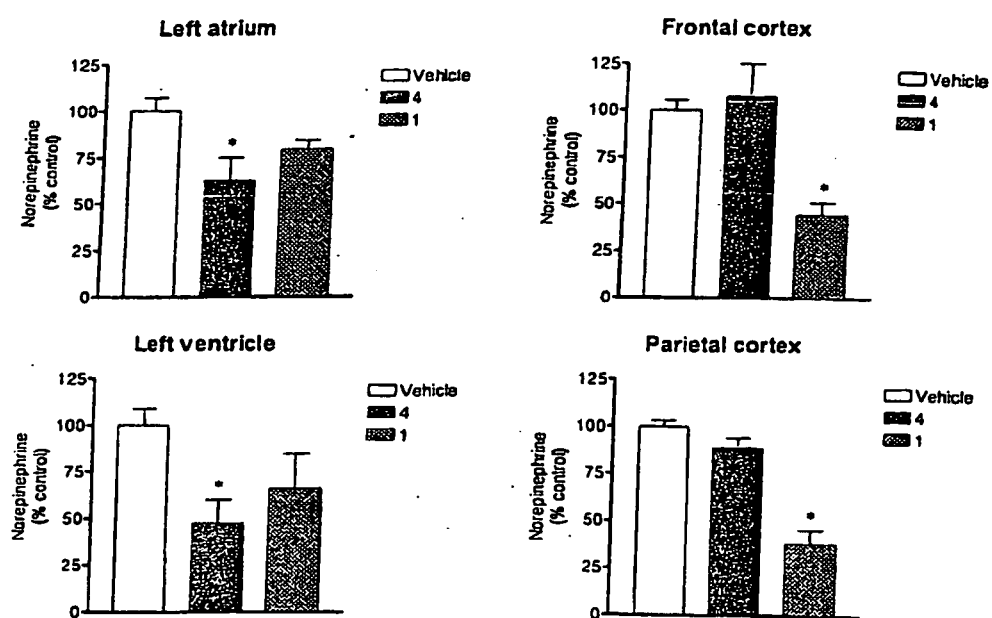 Left atrium
Norepinephrine
(% control)
125
100
75
50
25
0
*
Vehicle
4
1
Frontal cortex
Norepinephrine
(% control)
125
100
75
50
25
0
*
Vehicle
4
1
Left ventricle
Norepinephrine
(% control)
125
100
75
50
25
0
*
Vehicle
4
1
Parietal cortex
Norepinephrine
(% control)
125
100
75
50
25
0
*
Vehicle
4
1